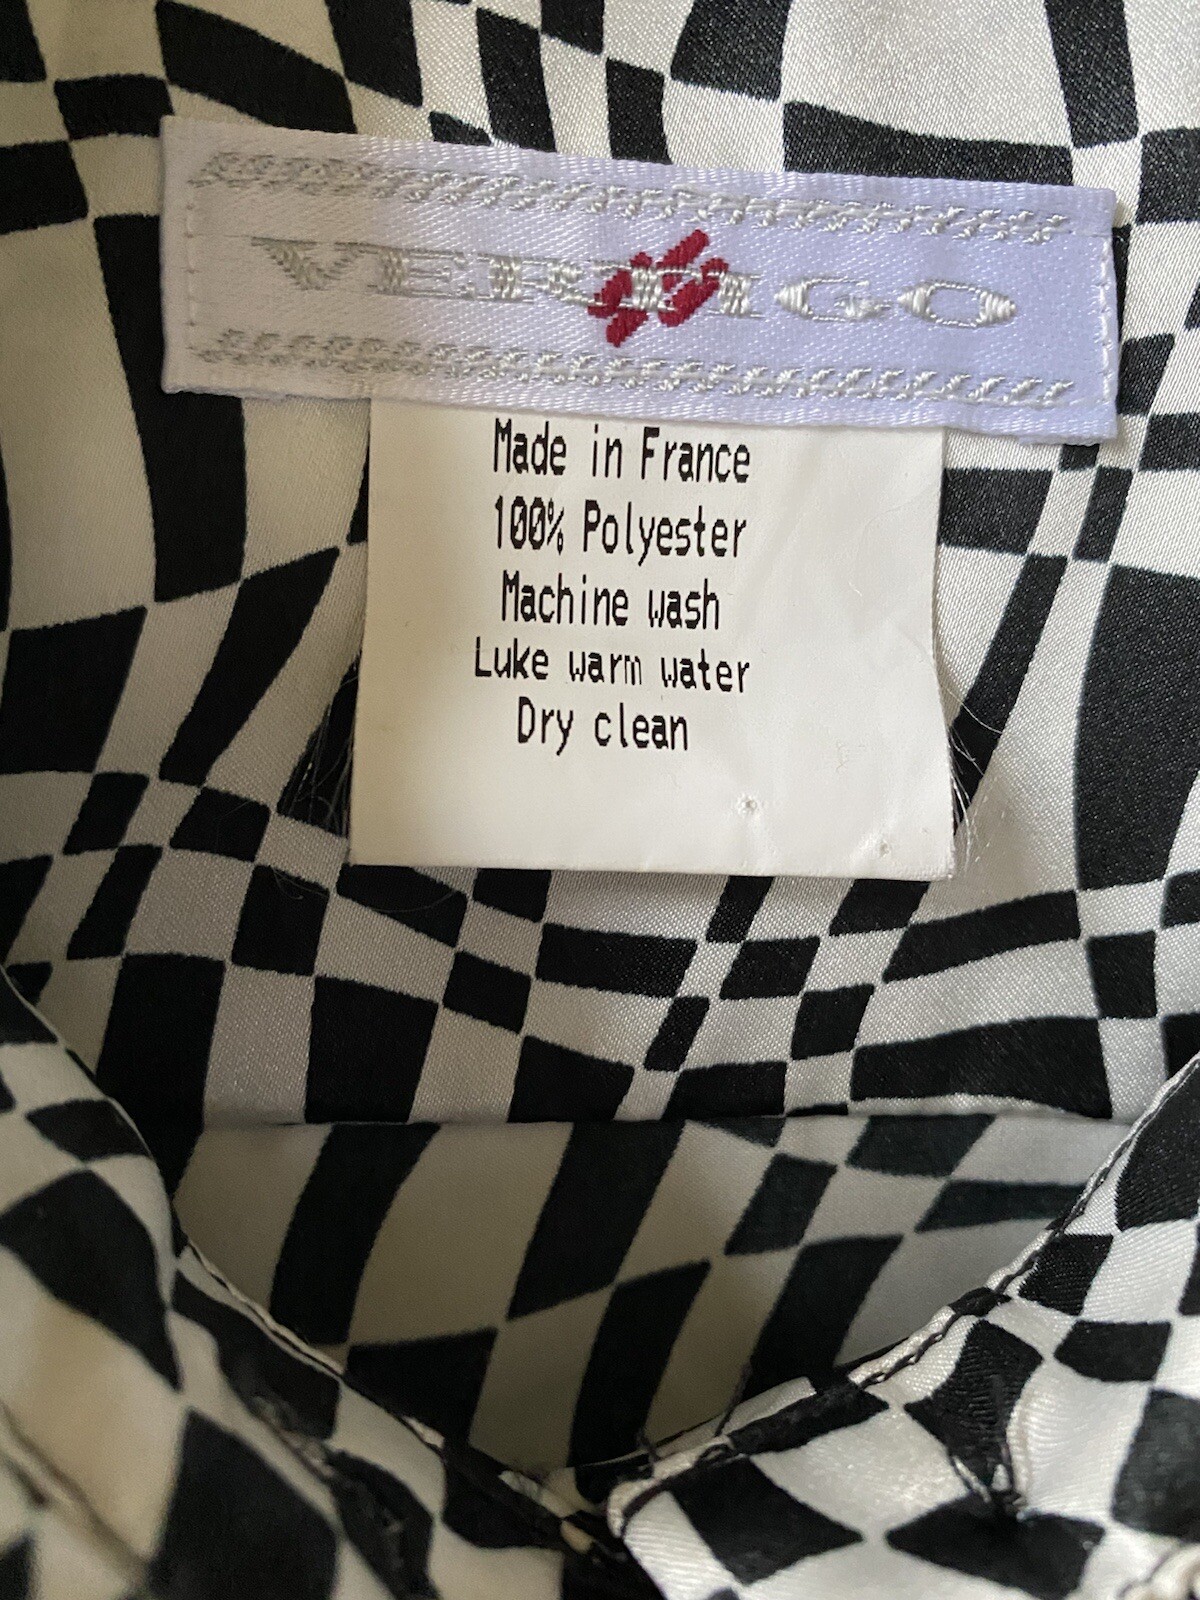 VERTIGO
Made in France
100% Polyester
Machine wash
Luke warm water
Dry clean